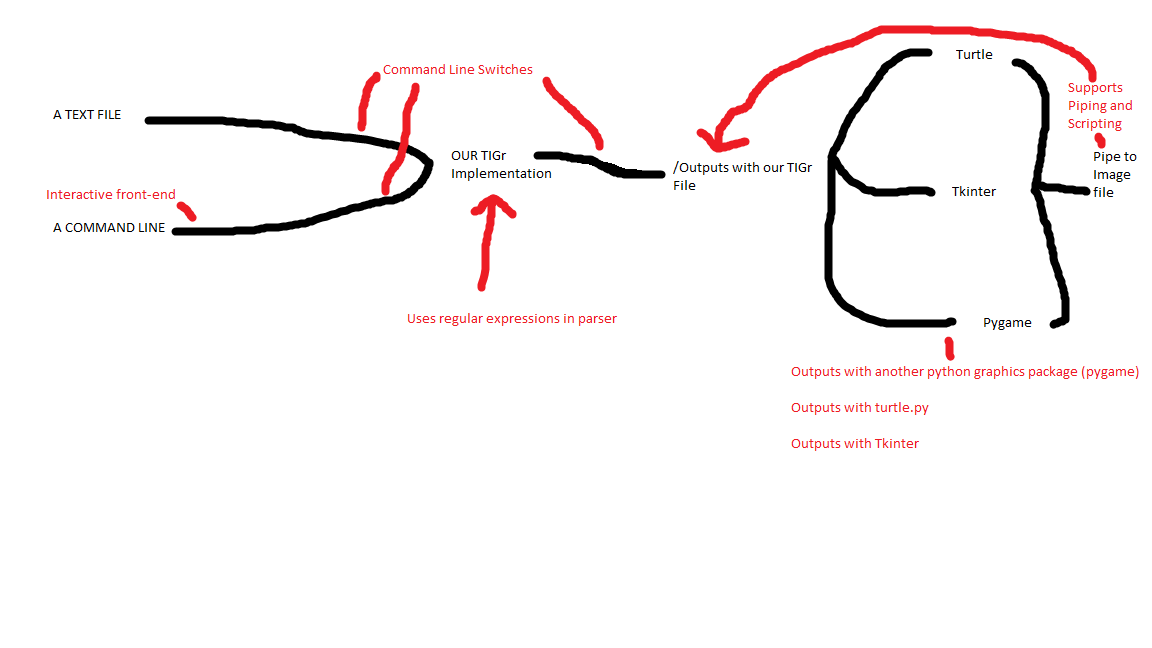 Turtle
Command Line Switches
Supports
Piping and
Scripting
A TEXT FILE
OUR TIGr
Implementation
/Outputs with our TIGr
File
Pipe to
Image
file
Interactive front-end
Tkinter
A COMMAND LINE
Uses regular expressions in parser
Pygame
Outputs with another python graphics package (pygame)
Outputs with turtle.py
Outputs with Tkinter